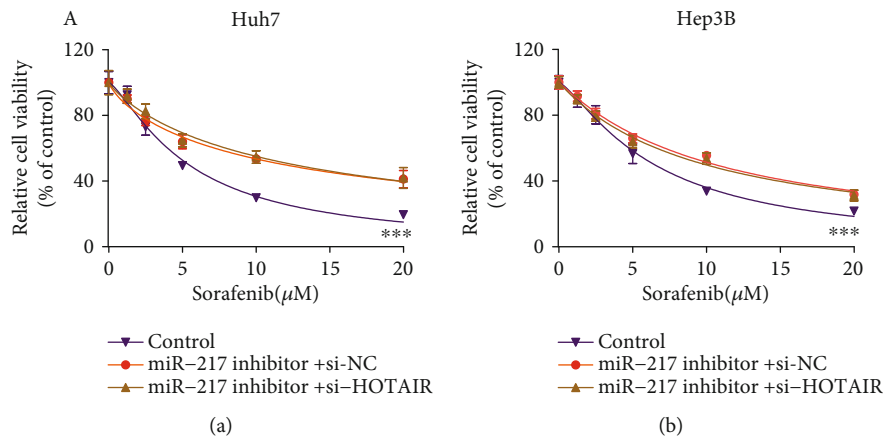 A
Huh7
Relative cell viability
(% of control)
120
80
40
0
0
5
10
20
***
Sorafenib(μM)
Control
miR–217 inhibitor +si-NC
miR–217 inhibitor +si–HOTAIR
(a)
Hep3B
Relative cell viability
(% of control)
120
80
40
0
0
5
10
20
***
Sorafenib(μM)
Control
miR–217 inhibitor +si-NC
miR–217 inhibitor +si–HOTAIR
(b)